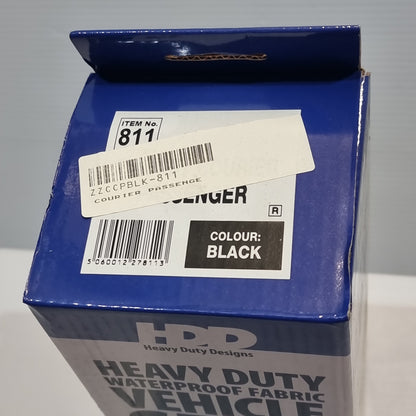 ITEM No.
811
ZZCCPBLK-811
COURIER PASSENGE
SENGER
R
COLOUR:
BLACK
5 060012 278113
HDD
Heavy Duty Designs
HEAVY DUTY
WATERPROOF FABRIC
VEHICLE